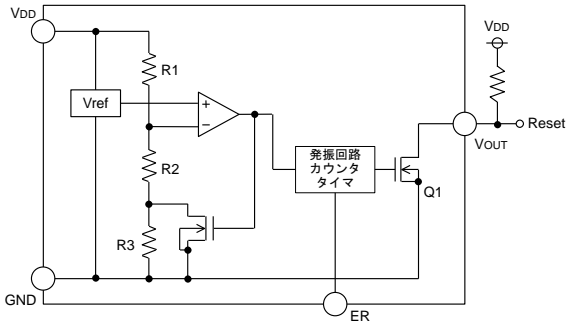 VDD
R1
Vref
+
−
R2
R3
GND
発振回路
カウンタ
タイマ
ER
Q1
VDD
VOUT
Reset